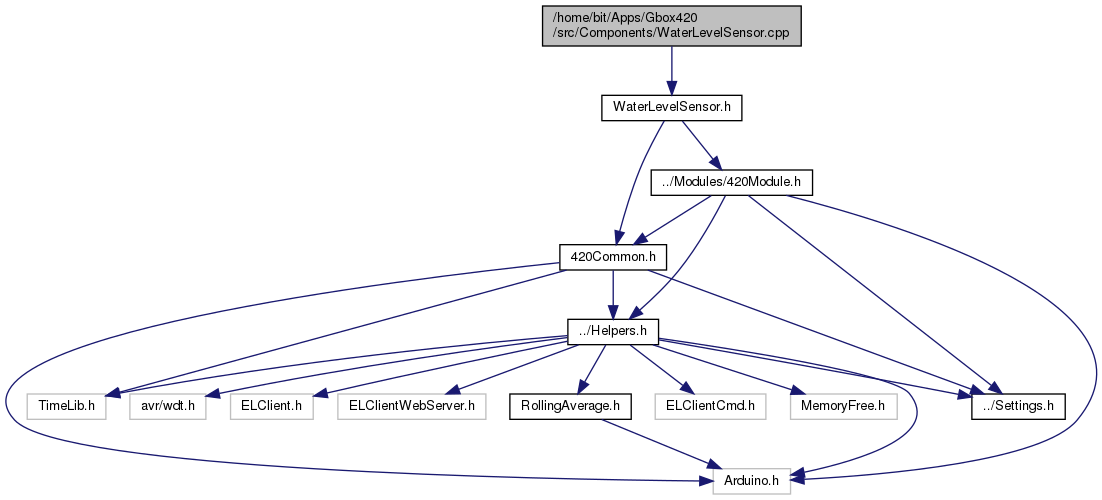 /home/bit/Apps/Gbox420
/src/Components/WaterLevelSensor.cpp
WaterLevelSensor.h
../Modules/420Module.h
420Common.h
../Helpers.h
TimeLib.h
avr/wdt.h
ELClient.h
ELClientWebServer.h
RollingAverage.h
ELClientCmd.h
MemoryFree.h
../Settings.h
Arduino.h